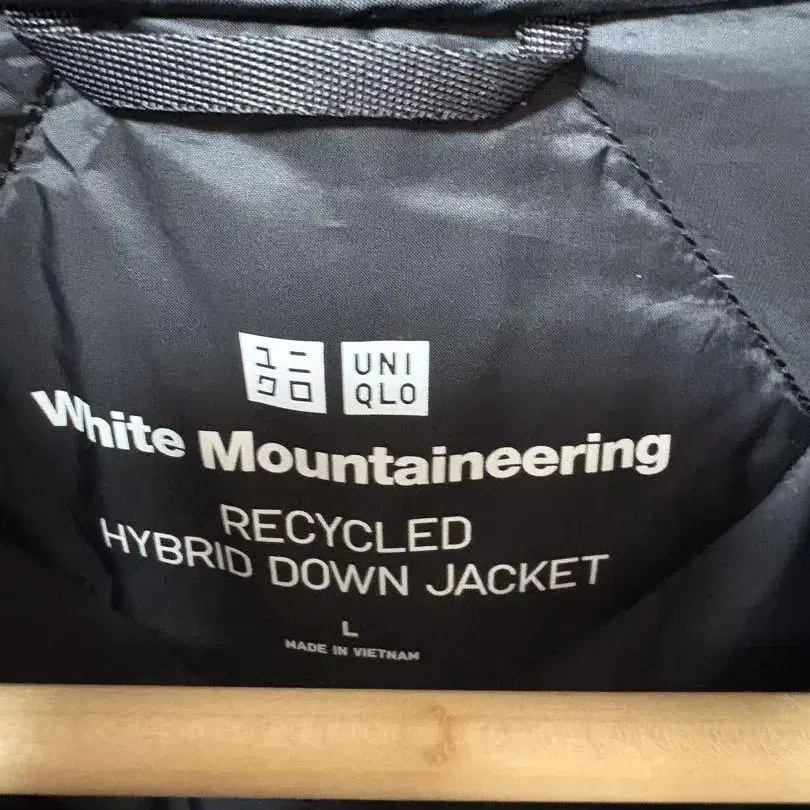 ユニ UNI
クロ QLO
White Mountaineering
RECYCLED
HYBRID DOWN JACKET
L
MADE IN VIETNAM